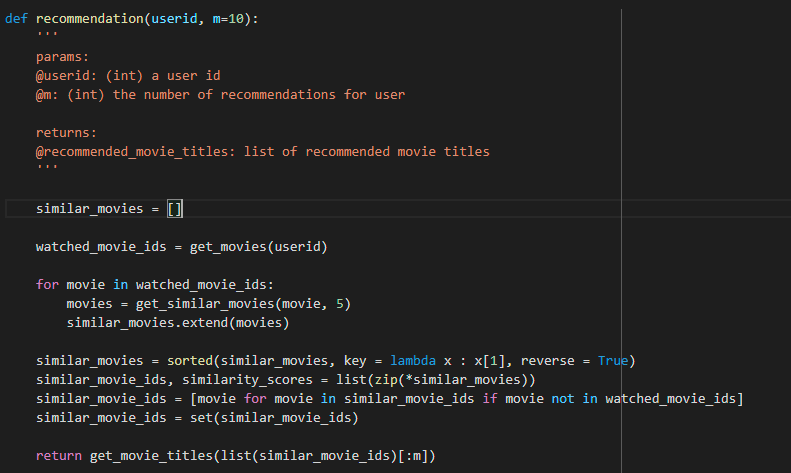 def recommendation(userid, m=10):
    '''
    params:
    @userid: (int) a user id
    @m: (int) the number of recommendations for user
    returns:
    @recommended_movie_titles: list of recommended movie titles
    '''
    similar_movies = []
    watched_movie_ids = get_movies(userid)
    for movie in watched_movie_ids:
        movies = get_similar_movies(movie, 5)
        similar_movies.extend(movies)
    similar_movies = sorted(similar_movies, key = lambda x : x[1], reverse = True)
    similar_movie_ids, similarity_scores = list(zip(*similar_movies))
    similar_movie_ids = [movie for movie in similar_movie_ids if movie not in watched_movie_ids]
    similar_movie_ids = set(similar_movie_ids)
    return get_movie_titles(list(similar_movie_ids)[:m])